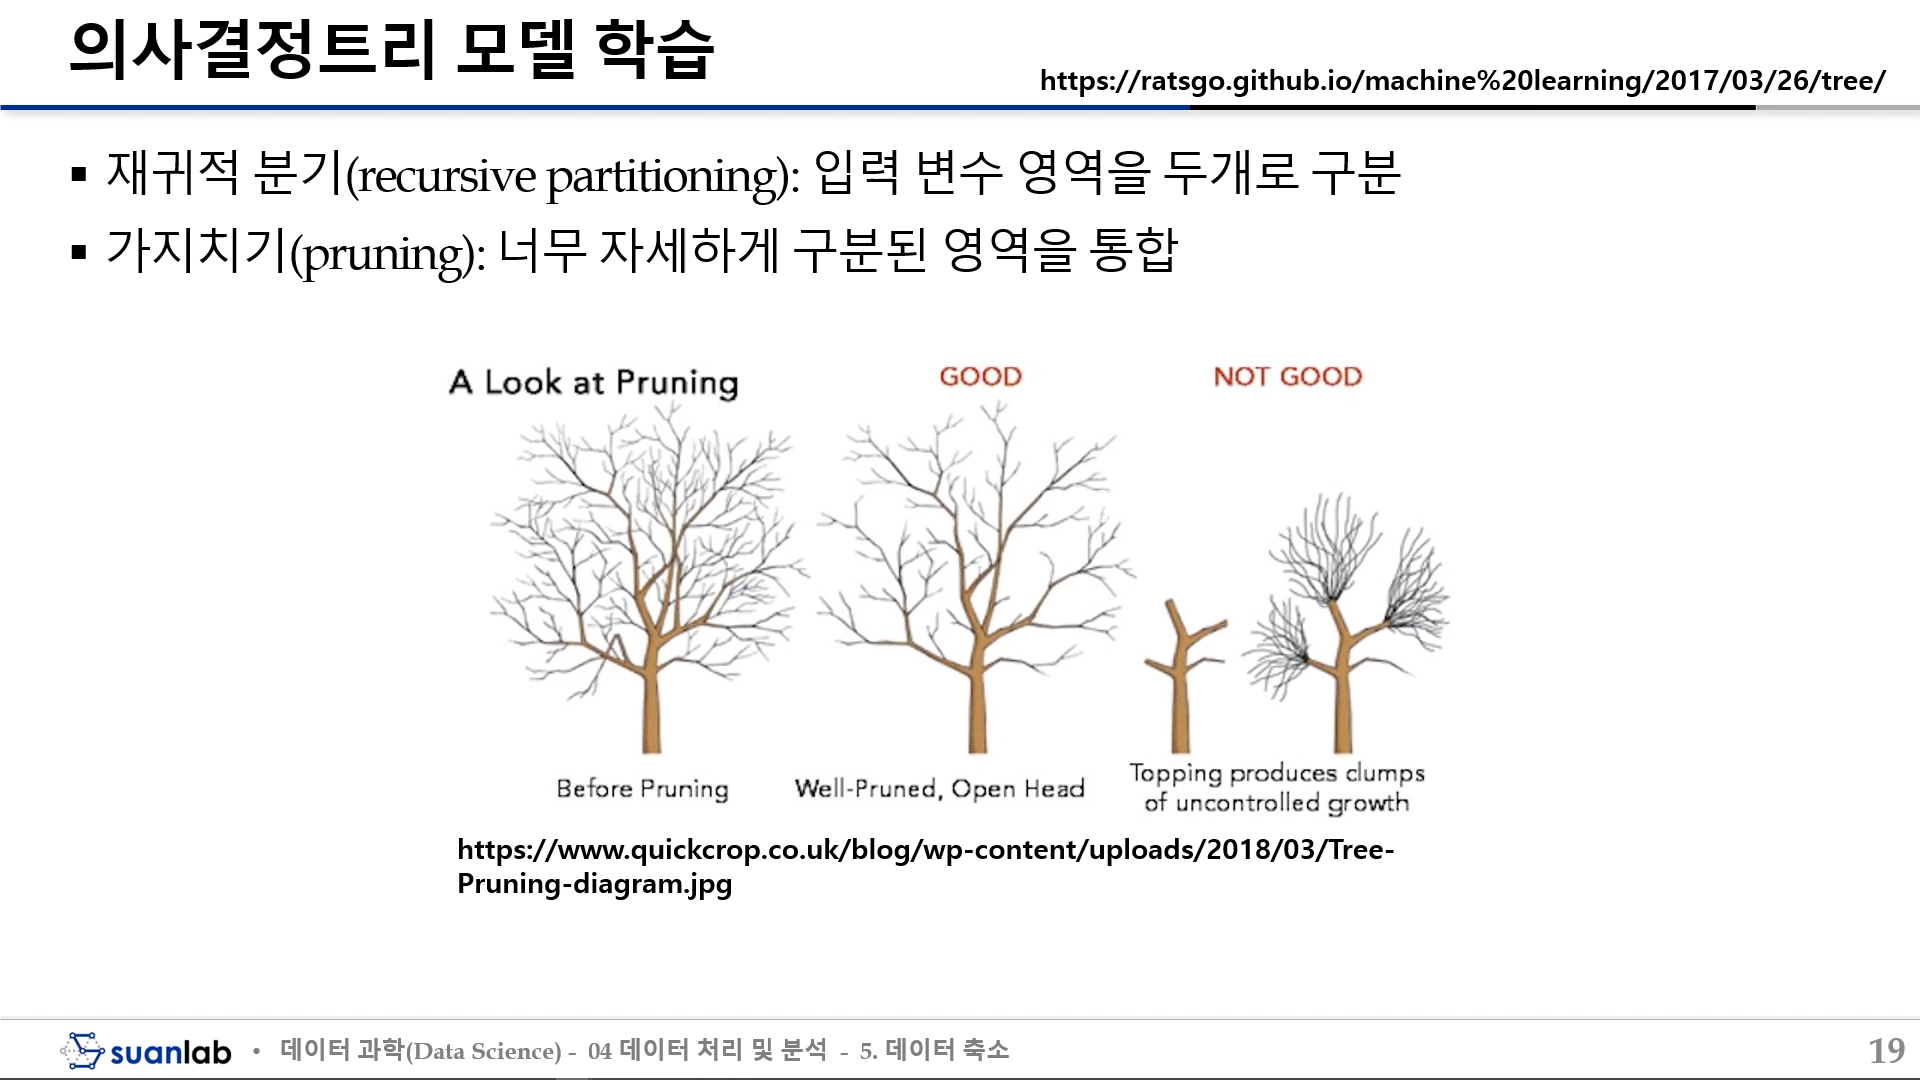 의사결정트리 모델 학습
https://ratsgo.github.io/machine%20learning/2017/03/26/tree/
▪ 재귀적 분기(recursive partitioning): 입력 변수 영역을 두개로 구분
▪ 가지치기(pruning): 너무 자세하게 구분된 영역을 통합
A Look at Pruning
GOOD
NOT GOOD
Before Pruning
Well-Pruned, Open Head
Topping produces clumps
of uncontrolled growth
https://www.quickcrop.co.uk/blog/wp-content/uploads/2018/03/Tree-
Pruning-diagram.jpg
suanlab • 데이터 과학(Data Science) - 04 데이터 처리 및 분석 - 5. 데이터 축소
19